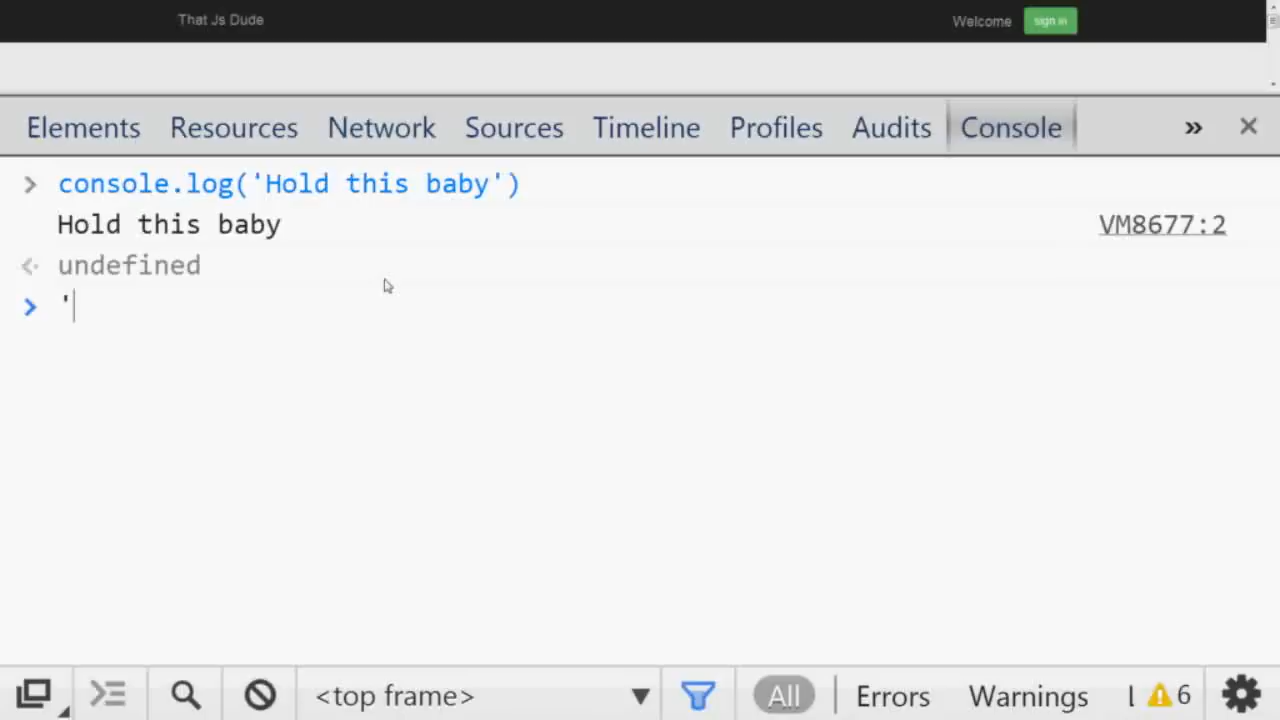 That Js Dude Welcome sign in
Elements Resources Network Sources Timeline Profiles Audits Console » ×
> console.log('Hold this baby')
Hold this baby VM8677:2
undefined
> '
<top frame> ▼ All Errors Warnings 6